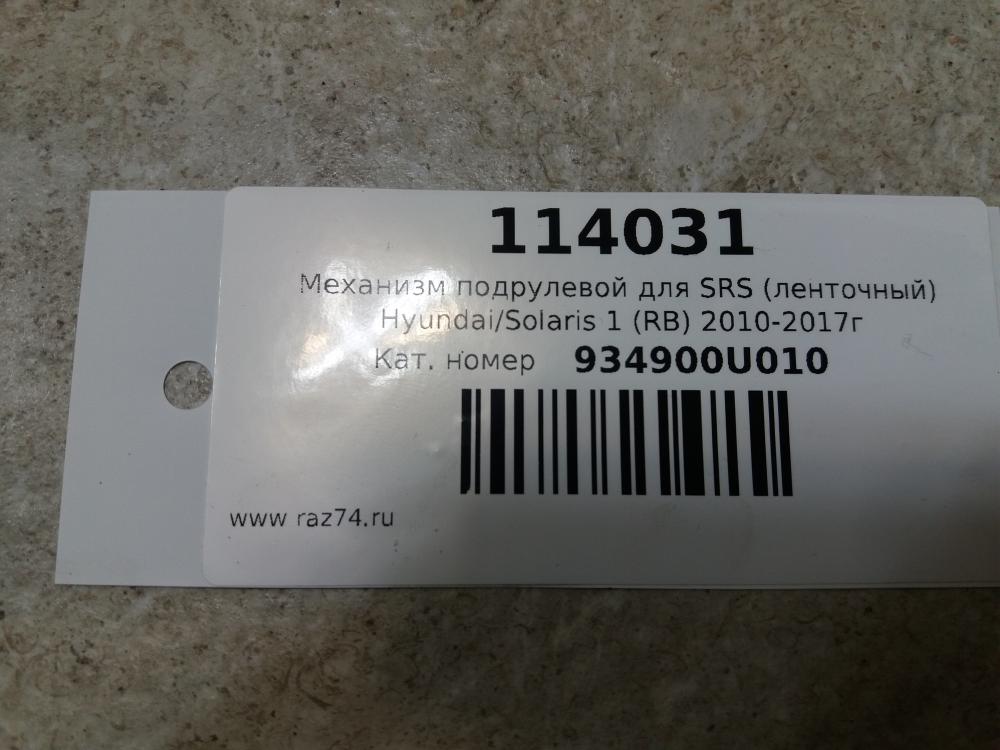 114031
Механизм подрулевой для SRS (ленточный)
Hyundai/Solaris 1 (RB) 2010-2017г
Кат. номер 934900U010
www raz74.ru